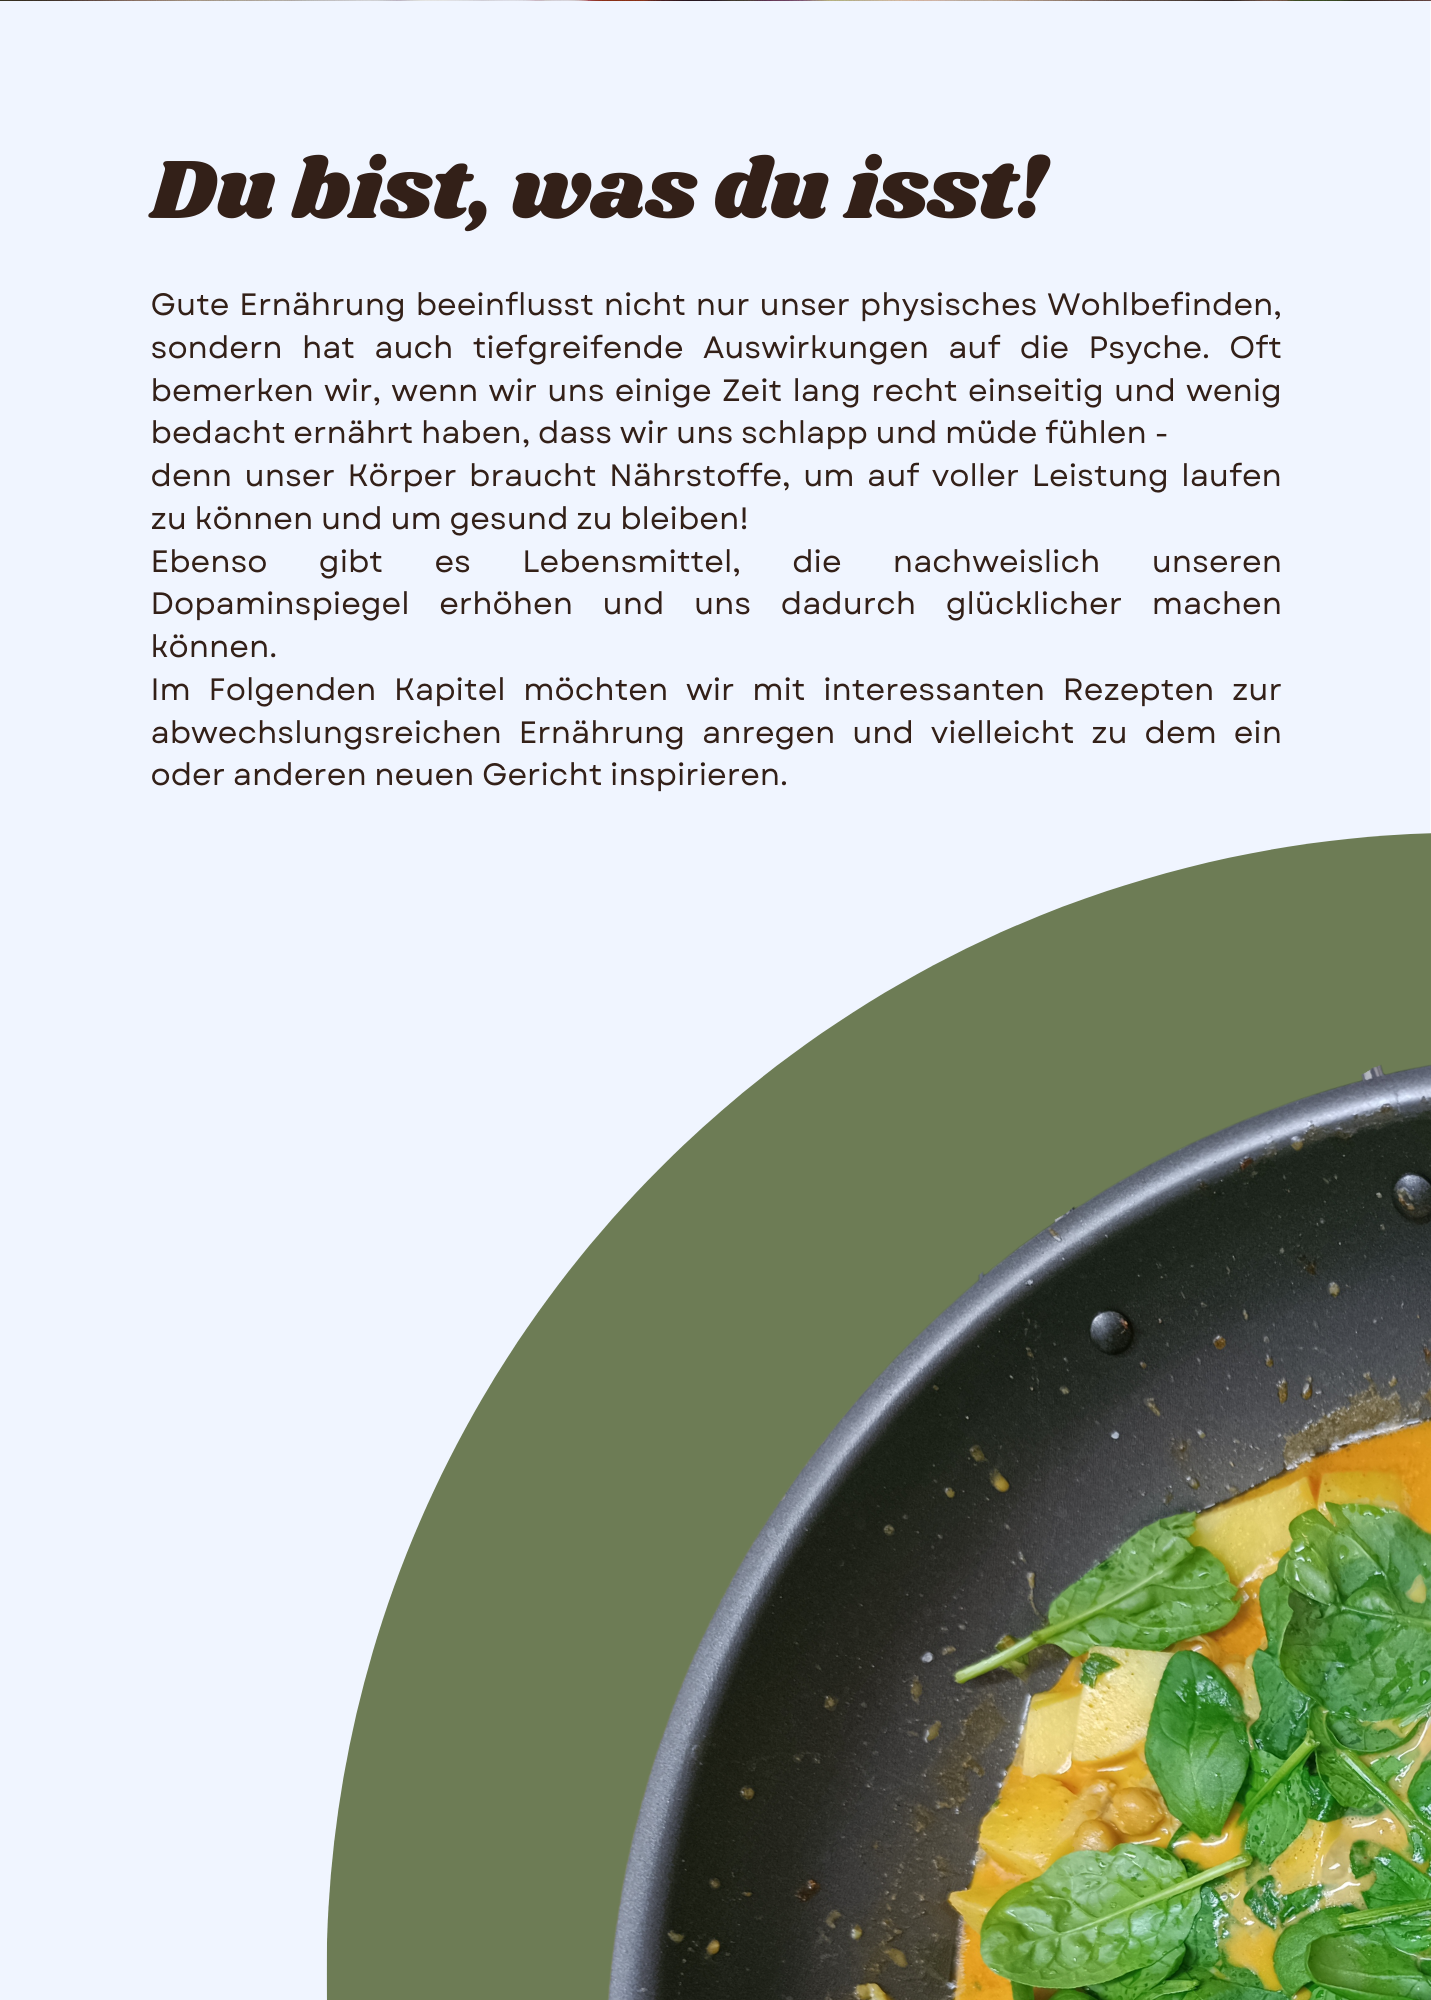 Du bist, was du isst!
Gute Ernährung beeinflusst nicht nur unser physisches Wohlbefinden,
sondern hat auch tiefgreifende Auswirkungen auf die Psyche. Oft
bemerken wir, wenn wir uns einige Zeit lang recht einseitig und wenig
bedacht ernährt haben, dass wir uns schlapp und müde fühlen -
denn unser Körper braucht Nährstoffe, um auf voller Leistung laufen
zu können und um gesund zu bleiben!
Ebenso gibt es Lebensmittel, die nachweislich unseren
Dopaminspiegel erhöhen und uns dadurch glücklicher machen
können.
Im Folgenden Kapitel möchten wir mit interessanten Rezepten zur
abwechslungsreichen Ernährung anregen und vielleicht zu dem ein
oder anderen neuen Gericht inspirieren.